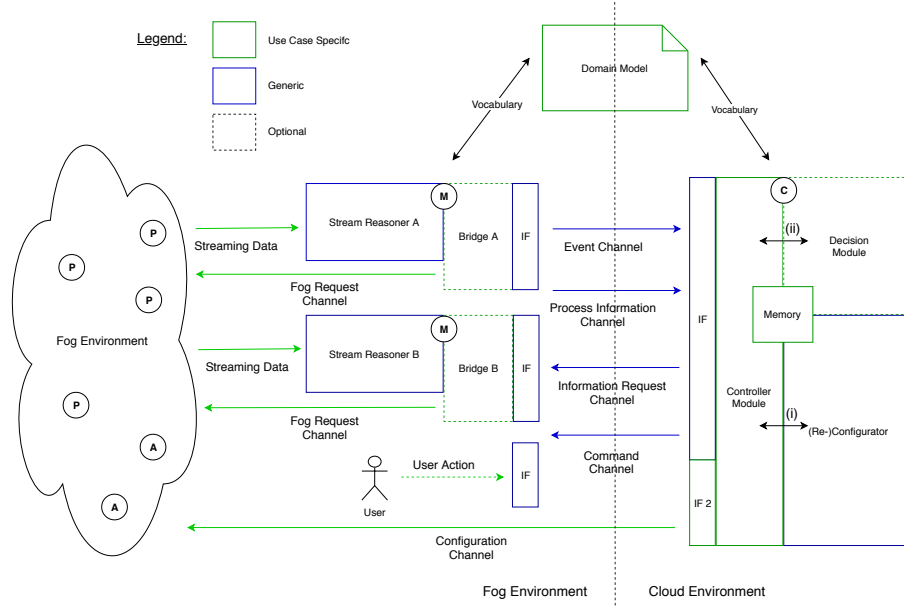 Legend:
Use Case Specifc
Generic
Optional
Domain Model
Vocabulary
Vocabulary
M
C
Stream Reasoner A
Bridge A
IF
Streaming Data
Fog Request
Channel
Event Channel
Process Information
Channel
(ii)
Decision
Module
P
P
P
Fog Environment
P
A
A
M
Stream Reasoner B
Bridge B
IF
Streaming Data
Fog Request
Channel
Information Request
Channel
Command
Channel
IF
Memory
Controller
Module
(i)
(Re-)Configurator
User Action
IF
User
IF 2
Configuration
Channel
Fog Environment
Cloud Environment